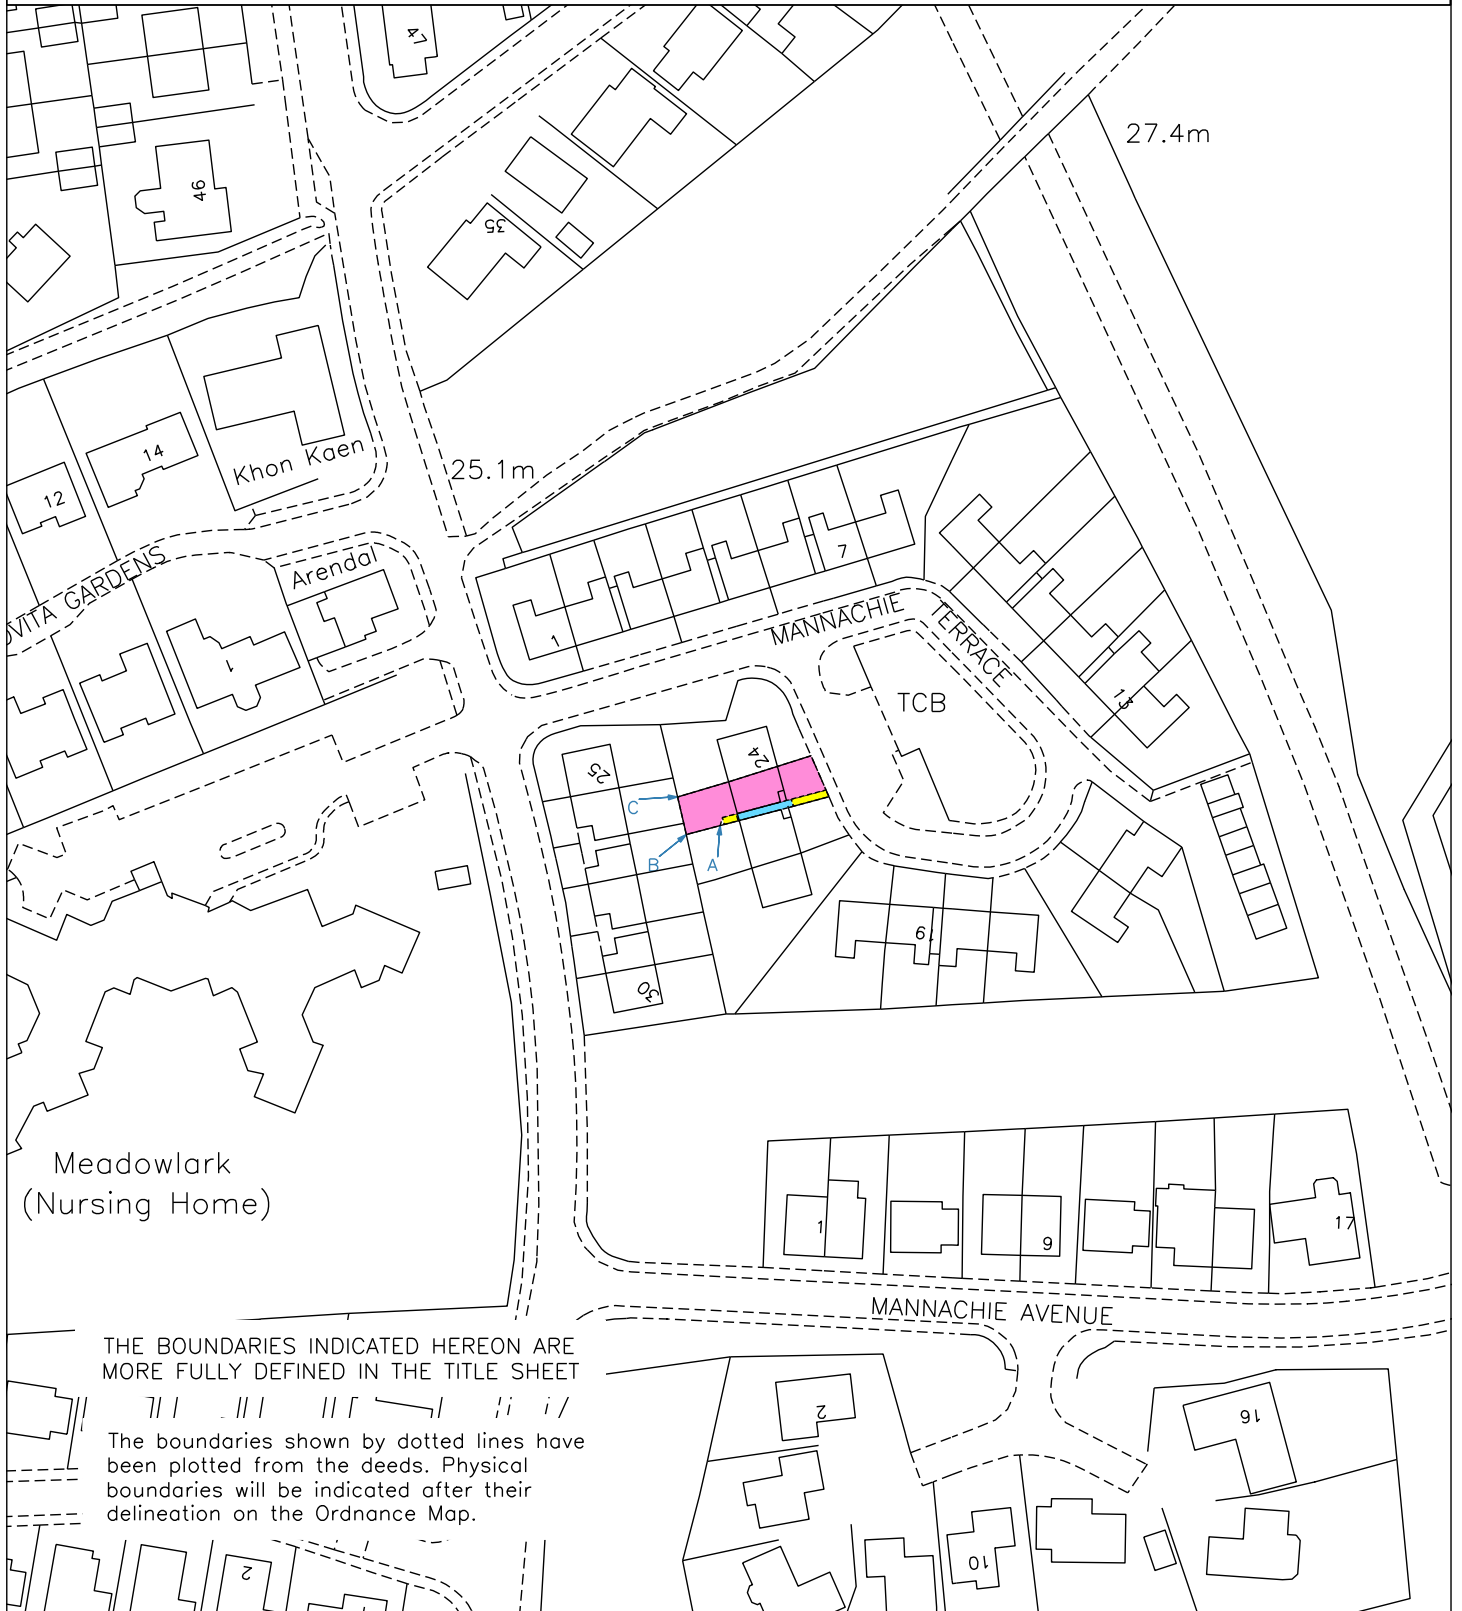 47
27.4m
46
35
14
Khon Kaen
25.1m
12
7
Arendal
OVITA GARDENS
MANNACHIE
TERRACE
1
1
13
TCB
24
25
C
B
A
19
30
Meadowlark
(Nursing Home)
1
9
17
MANNACHIE AVENUE
THE BOUNDARIES INDICATED HEREON ARE
MORE FULLY DEFINED IN THE TITLE SHEET
2
16
The boundaries shown by dotted lines have
been plotted from the deeds. Physical
boundaries will be indicated after their
delineation on the Ordnance Map.
10
2